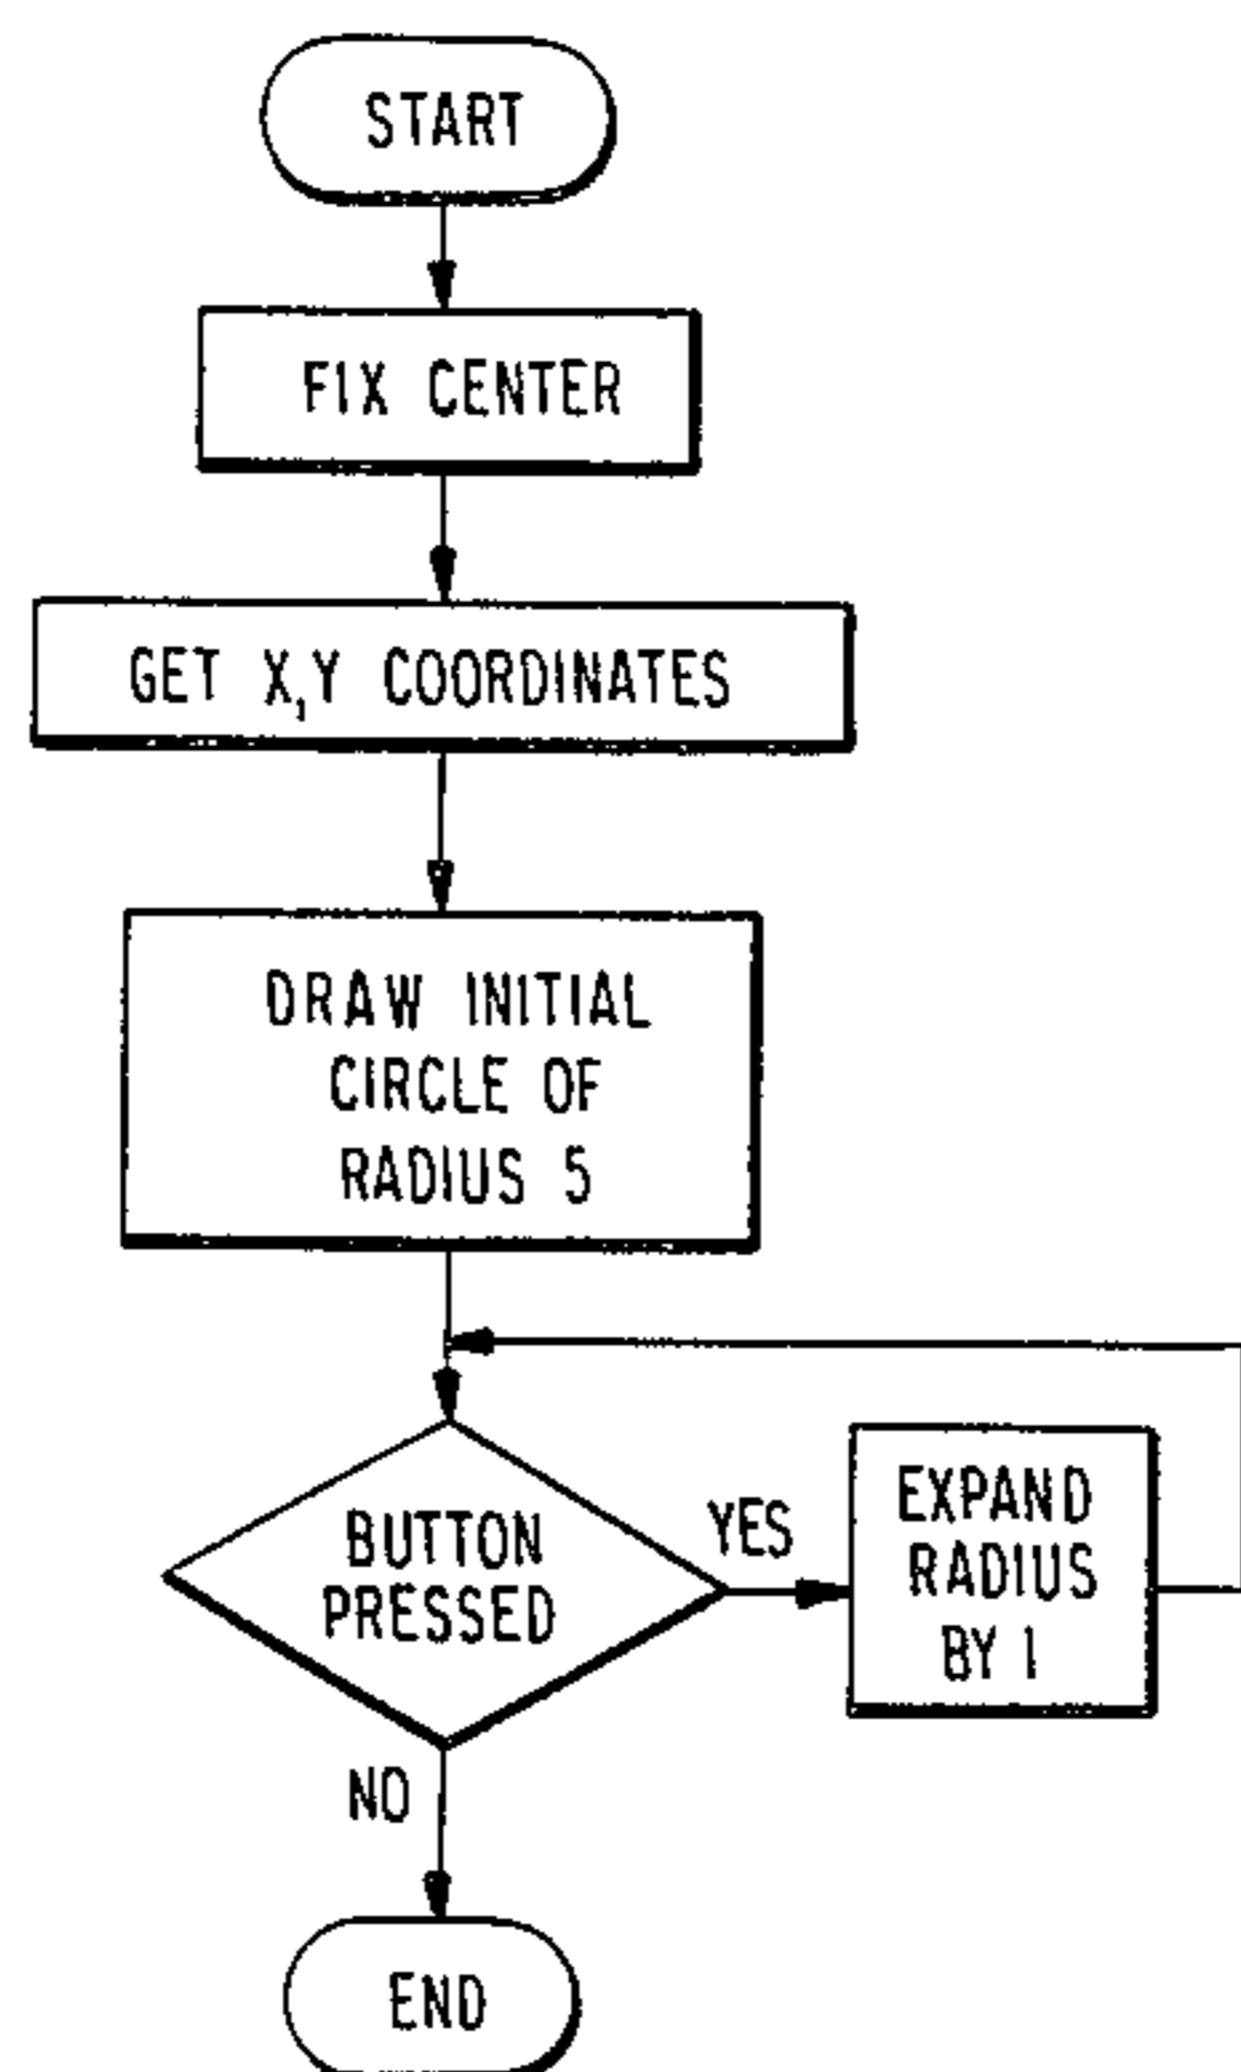 START
FIX CENTER
GET X,Y COORDINATES
DRAW INITIAL
CIRCLE OF
RADIUS 5
BUTTON
PRESSED
YES
EXPAND
RADIUS
BY 1
NO
END